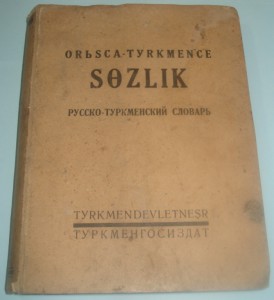 ORЬSCA-TYRKMENCE
SɵZLIK
РУССКО-ТУРКМЕНСКИЙ СЛОВАРЬ
TYRKMENDEVLETNEŞR
ТУРКМЕНГОСИЗДАТ